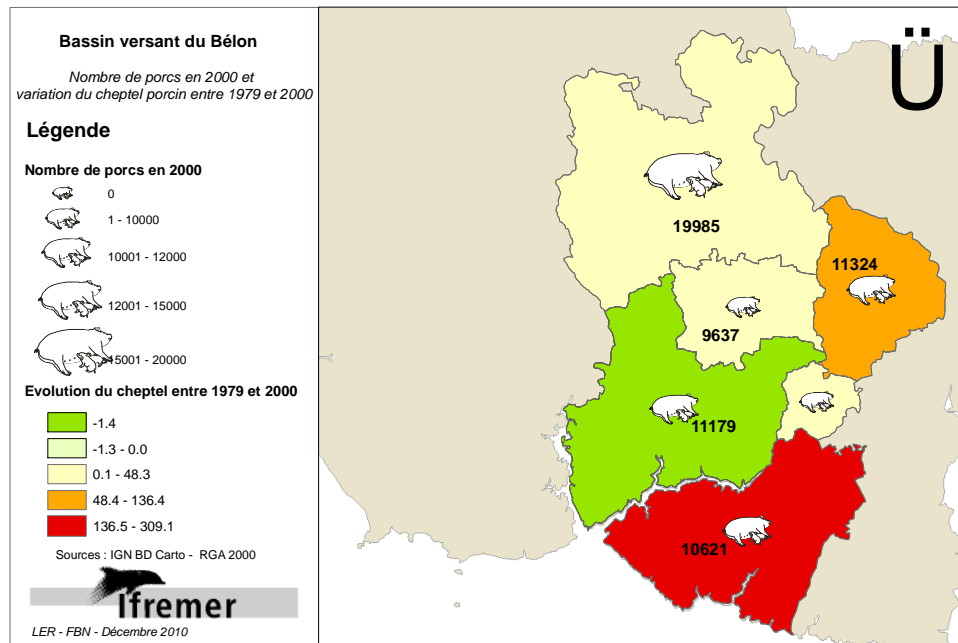 Bassin versant du Bélon
Nombre de porcs en 2000 et
variation du cheptel porcin entre 1979 et 2000
Légende
Nombre de porcs en 2000
0
1 - 10000
10001 - 12000
12001 - 15000
15001 - 20000
Evolution du cheptel entre 1979 et 2000
-1.4
-1.3 - 0.0
0.1 - 48.3
48.4 - 136.4
136.5 - 309.1
Sources : IGN BD Carto - RGA 2000
Ifremer
LER - FBN - Décembre 2010
Ü
19985
11324
9637
11179
10621